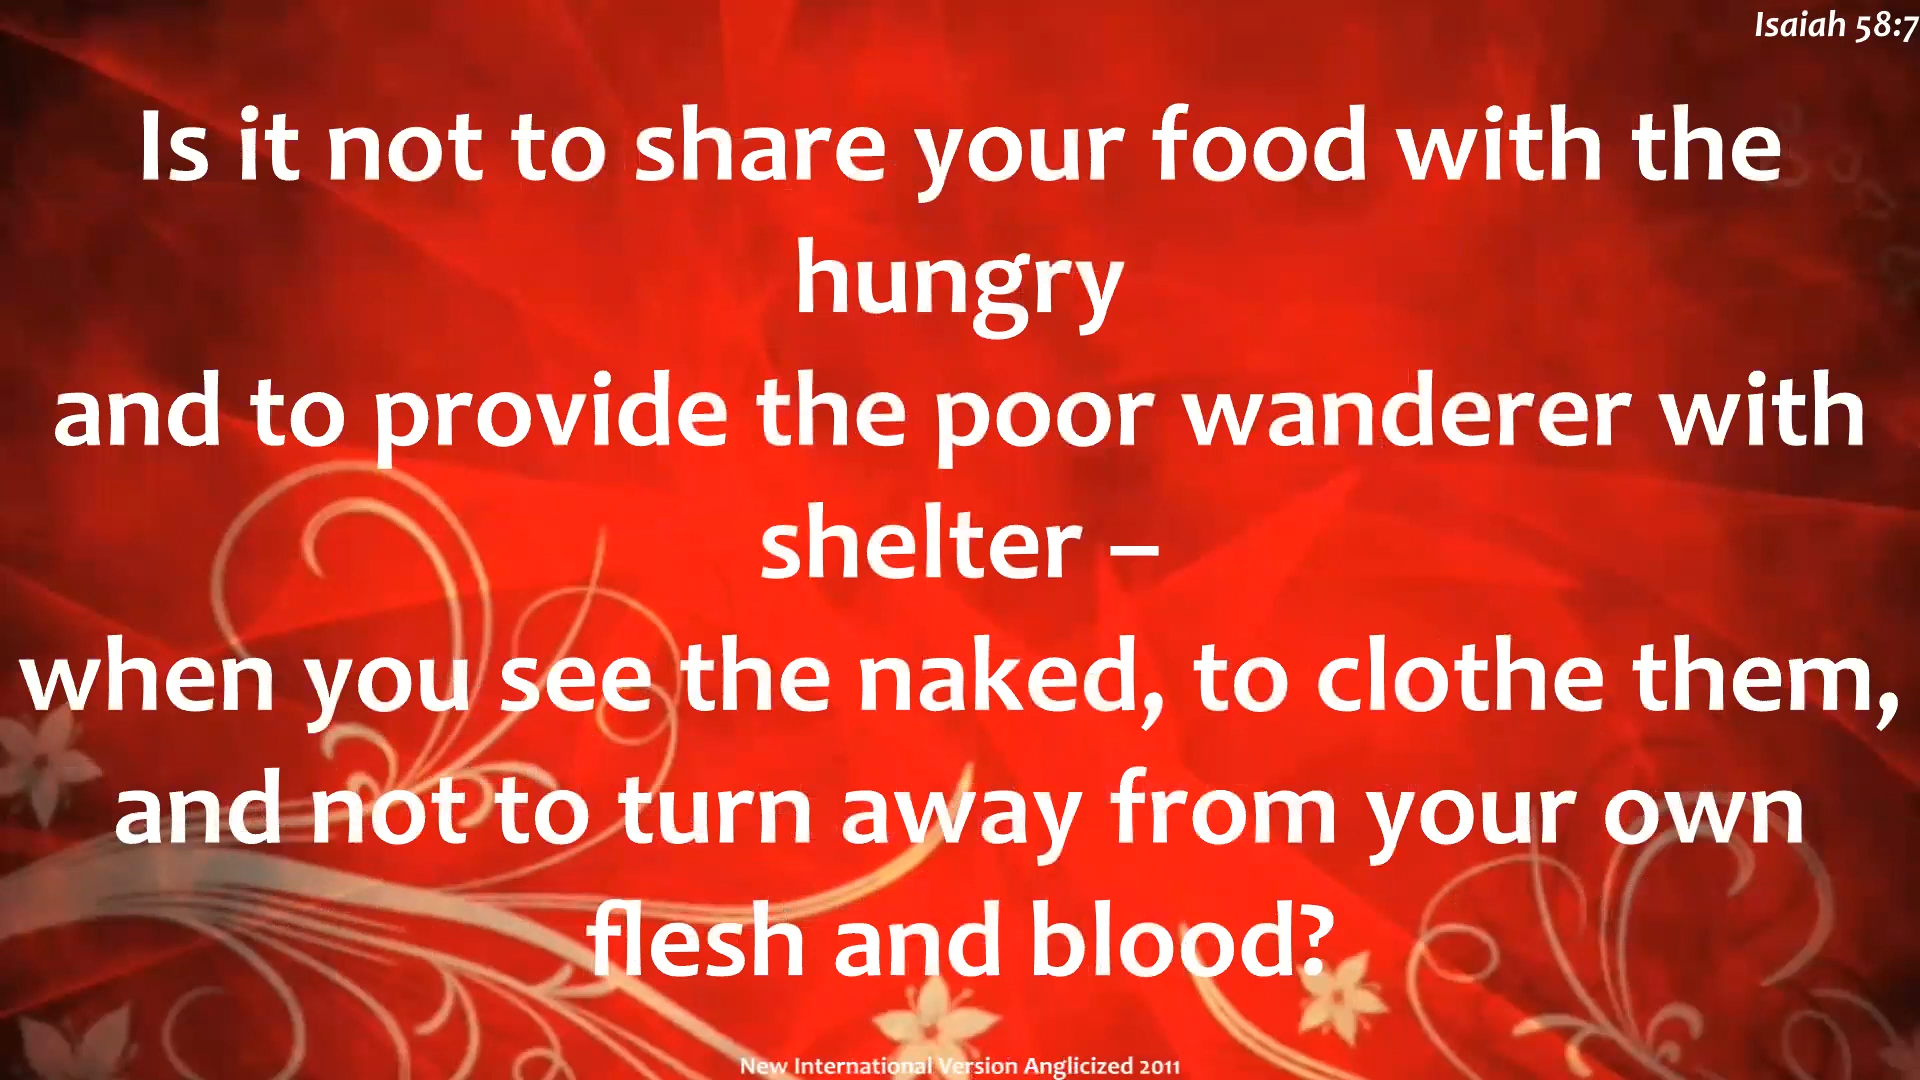 Isaiah 58:7
Is it not to share your food with the
hungry
and to provide the poor wanderer with
shelter –
when you see the naked, to clothe them,
and not to turn away from your own
flesh and blood?
New International Version Anglicized 2011